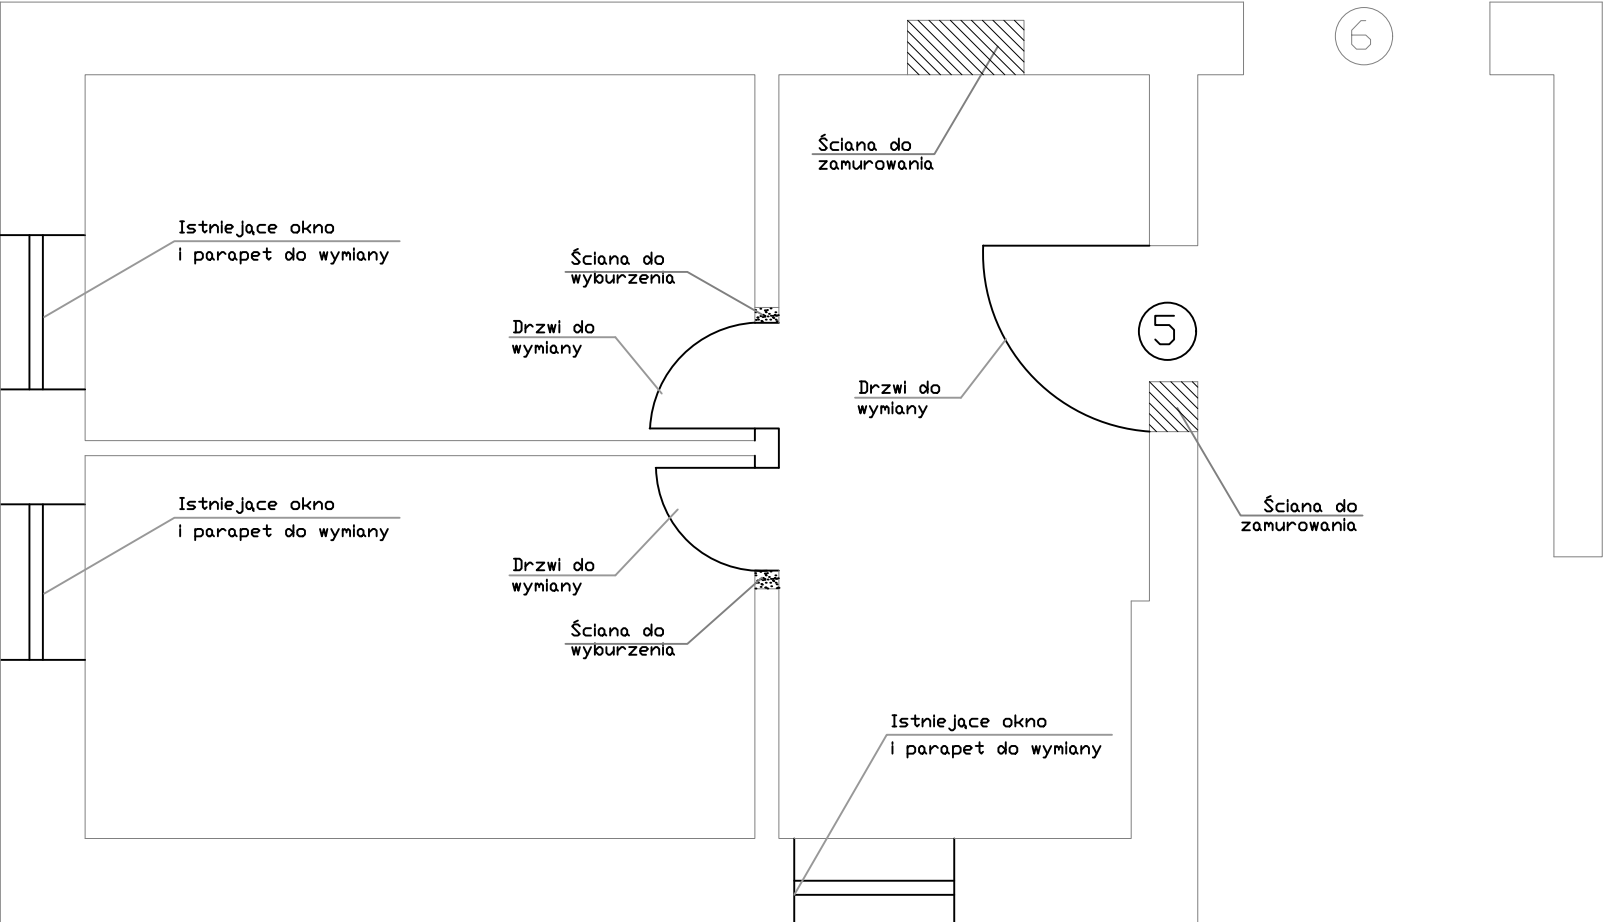 6
Ściana do
zamurowania
Istniejące okno
i parapet do wymiany
Ściana do
wyburzenia
Drzwi do
wymiany
5
Drzwi do
wymiany
Istniejące okno
i parapet do wymiany
Ściana do
zamurowania
Drzwi do
wymiany
Ściana do
wyburzenia
Istniejące okno
i parapet do wymiany